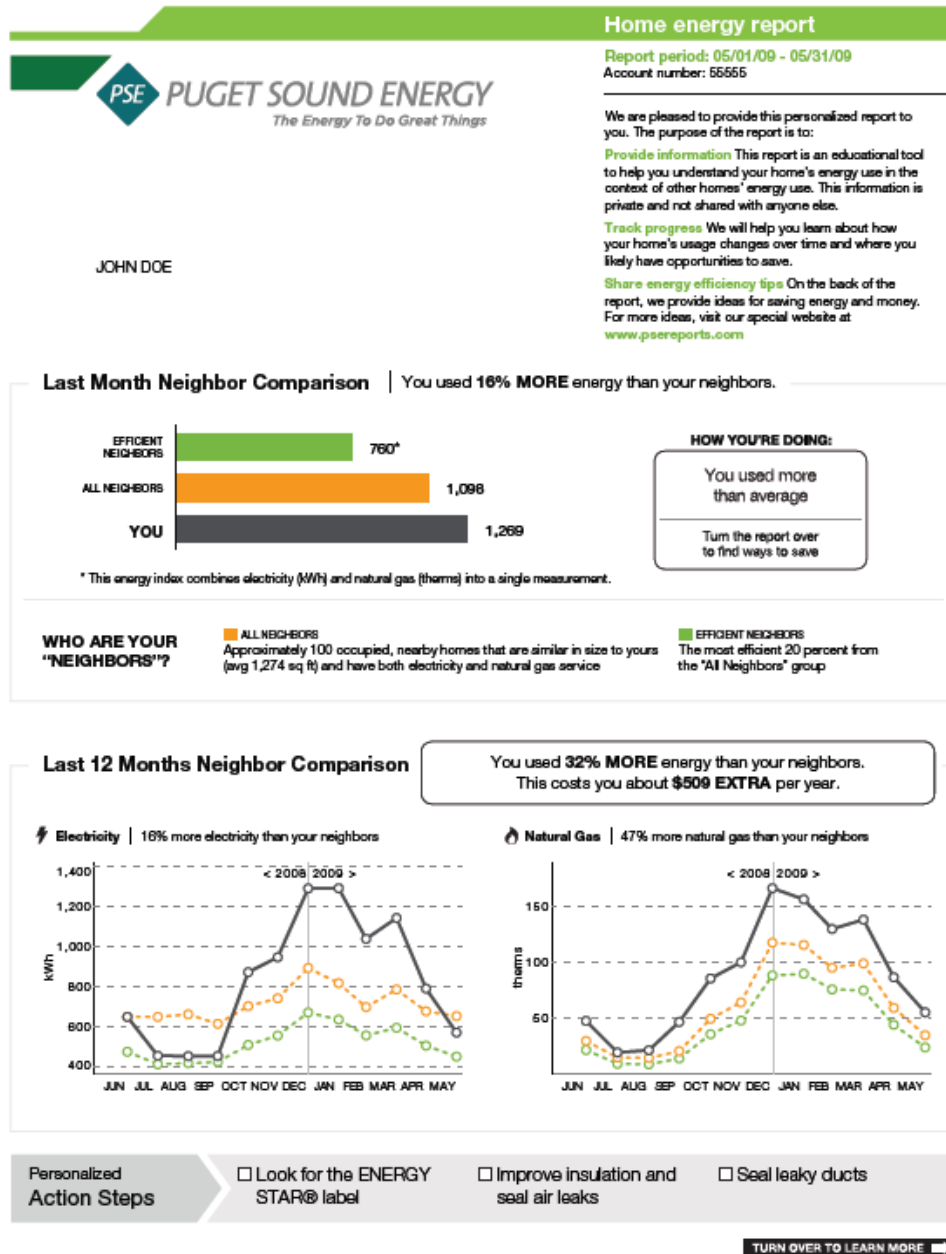 Home energy report
Report period: 05/01/09 - 05/31/09
Account number: 55555
PSE PUGET SOUND ENERGY
The Energy To Do Great Things
We are pleased to provide this personalized report to
you. The purpose of the report is to:
Provide information This report is an educational tool
to help you understand your home's energy use in the
context of other homes' energy use. This information is
private and not shared with anyone else.
Track progress We will help you learn about how
your home's usage changes over time and where you
likely have opportunities to save.
Share energy efficiency tips On the back of the
report, we provide ideas for saving energy and money.
For more ideas, visit our special website at
www.psereports.com
JOHN DOE
Last Month Neighbor Comparison | You used 16% MORE energy than your neighbors.
EFFICIENT
NEIGHBORS
760*
ALL NEIGHBORS
1,098
YOU
1,269
* This energy index combines electricity (kWh) and natural gas (therms) into a single measurement.
HOW YOU'RE DOING:
You used more
than average
Turn the report over
to find ways to save
WHO ARE YOUR
"NEIGHBORS"?
ALL NEIGHBORS
Approximately 100 occupied, nearby homes that are similar in size to yours
(avg 1,274 sq ft) and have both electricity and natural gas service
EFFICIENT NEIGHBORS
The most efficient 20 percent from
the "All Neighbors" group
Last 12 Months Neighbor Comparison
You used 32% MORE energy than your neighbors.
This costs you about $509 EXTRA per year.
Electricity | 16% more electricity than your neighbors
1,400
1,200
1,000
800
600
400
kWh
< 2008 2009 >
JUN JUL AUG SEP OCT NOV DEC JAN FEB MAR APR MAY
Natural Gas | 47% more natural gas than your neighbors
150
100
50
therms
< 2008 2009 >
JUN JUL AUG SEP OCT NOV DEC JAN FEB MAR APR MAY
Personalized
Action Steps
Look for the ENERGY
STAR® label
Improve insulation and
seal air leaks
Seal leaky ducts
TURN OVER TO LEARN MORE